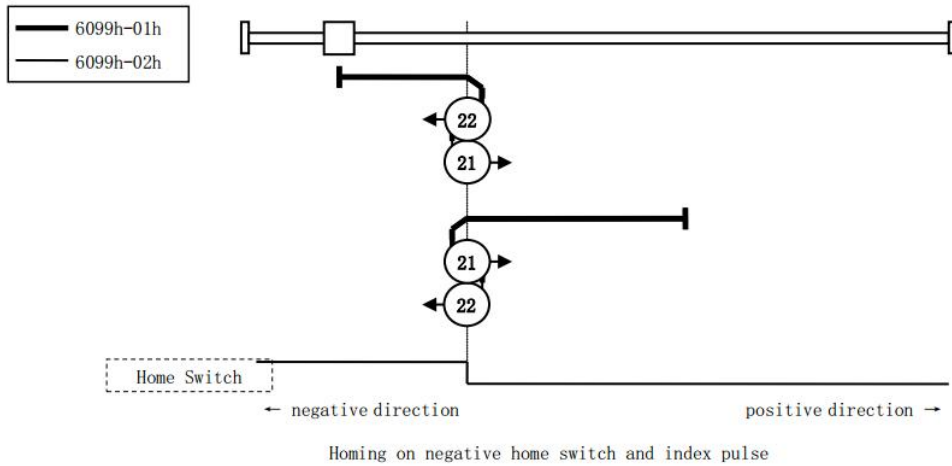 6099h-01h
6099h-02h
22
21
21
22
Home Switch
← negative direction
positive direction →
Homing on negative home switch and index pulse